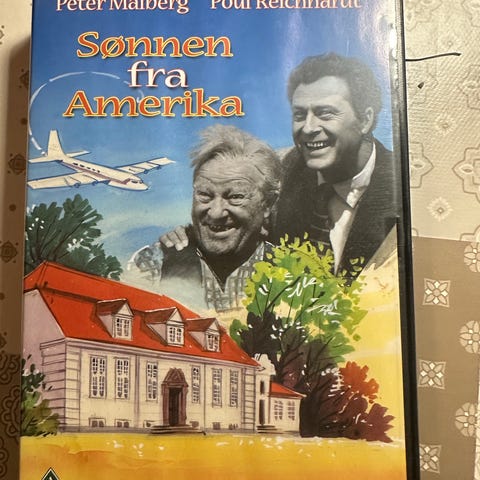 Peter Malberg Poul Reichhardt
Sønnen
fra
Amerika